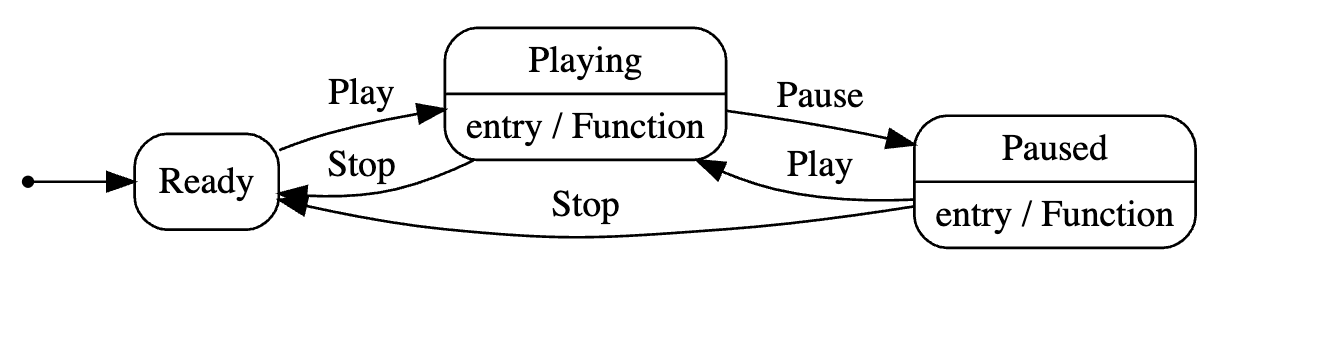 Playing
Play
entry / Function
Pause
Ready
Stop
Stop
Play
Paused
entry / Function